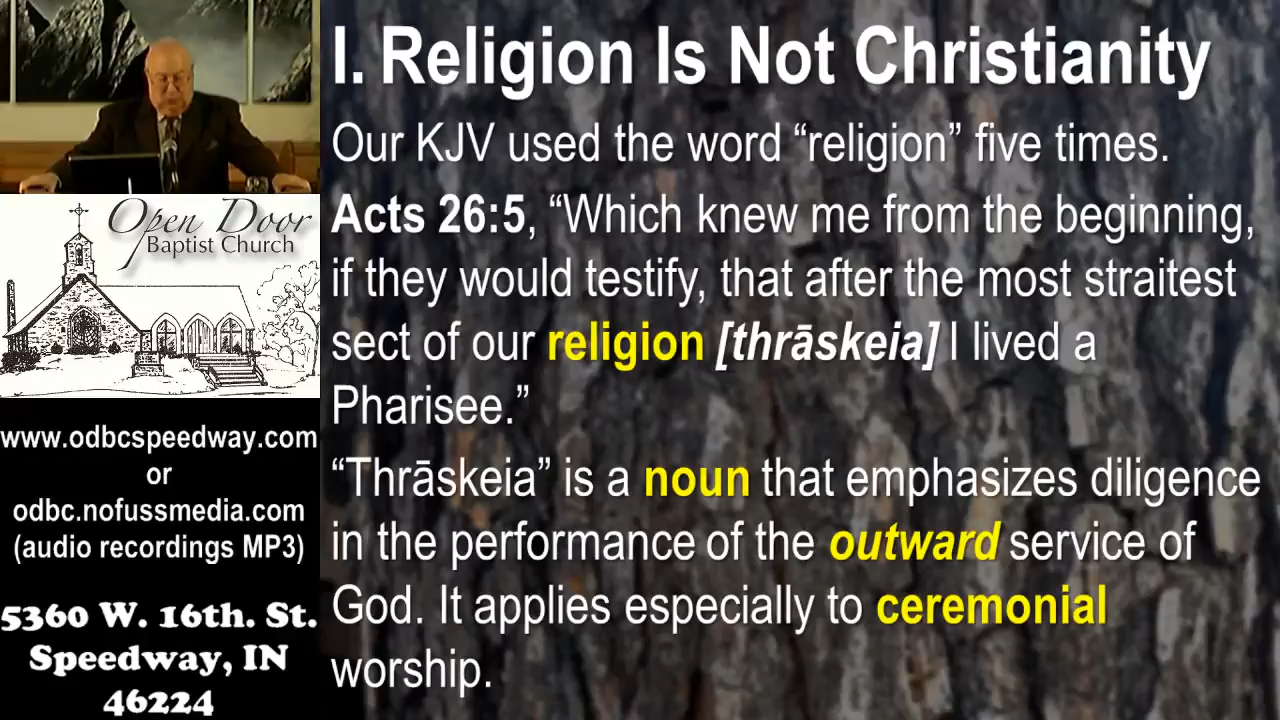 I. Religion Is Not Christianity
Our KJV used the word “religion” five times.
Acts 26:5, “Which knew me from the beginning,
if they would testify, that after the most straitest
sect of our religion [thrāskeia] I lived a
Pharisee.”
“Thrāskeia” is a noun that emphasizes diligence
in the performance of the outward service of
God. It applies especially to ceremonial
worship.
Open Door
Baptist Church
www.odbcspeedway.com
or
odbc.nofussmedia.com
(audio recordings MP3)
5360 W. 16th. St.
Speedway, IN
46224